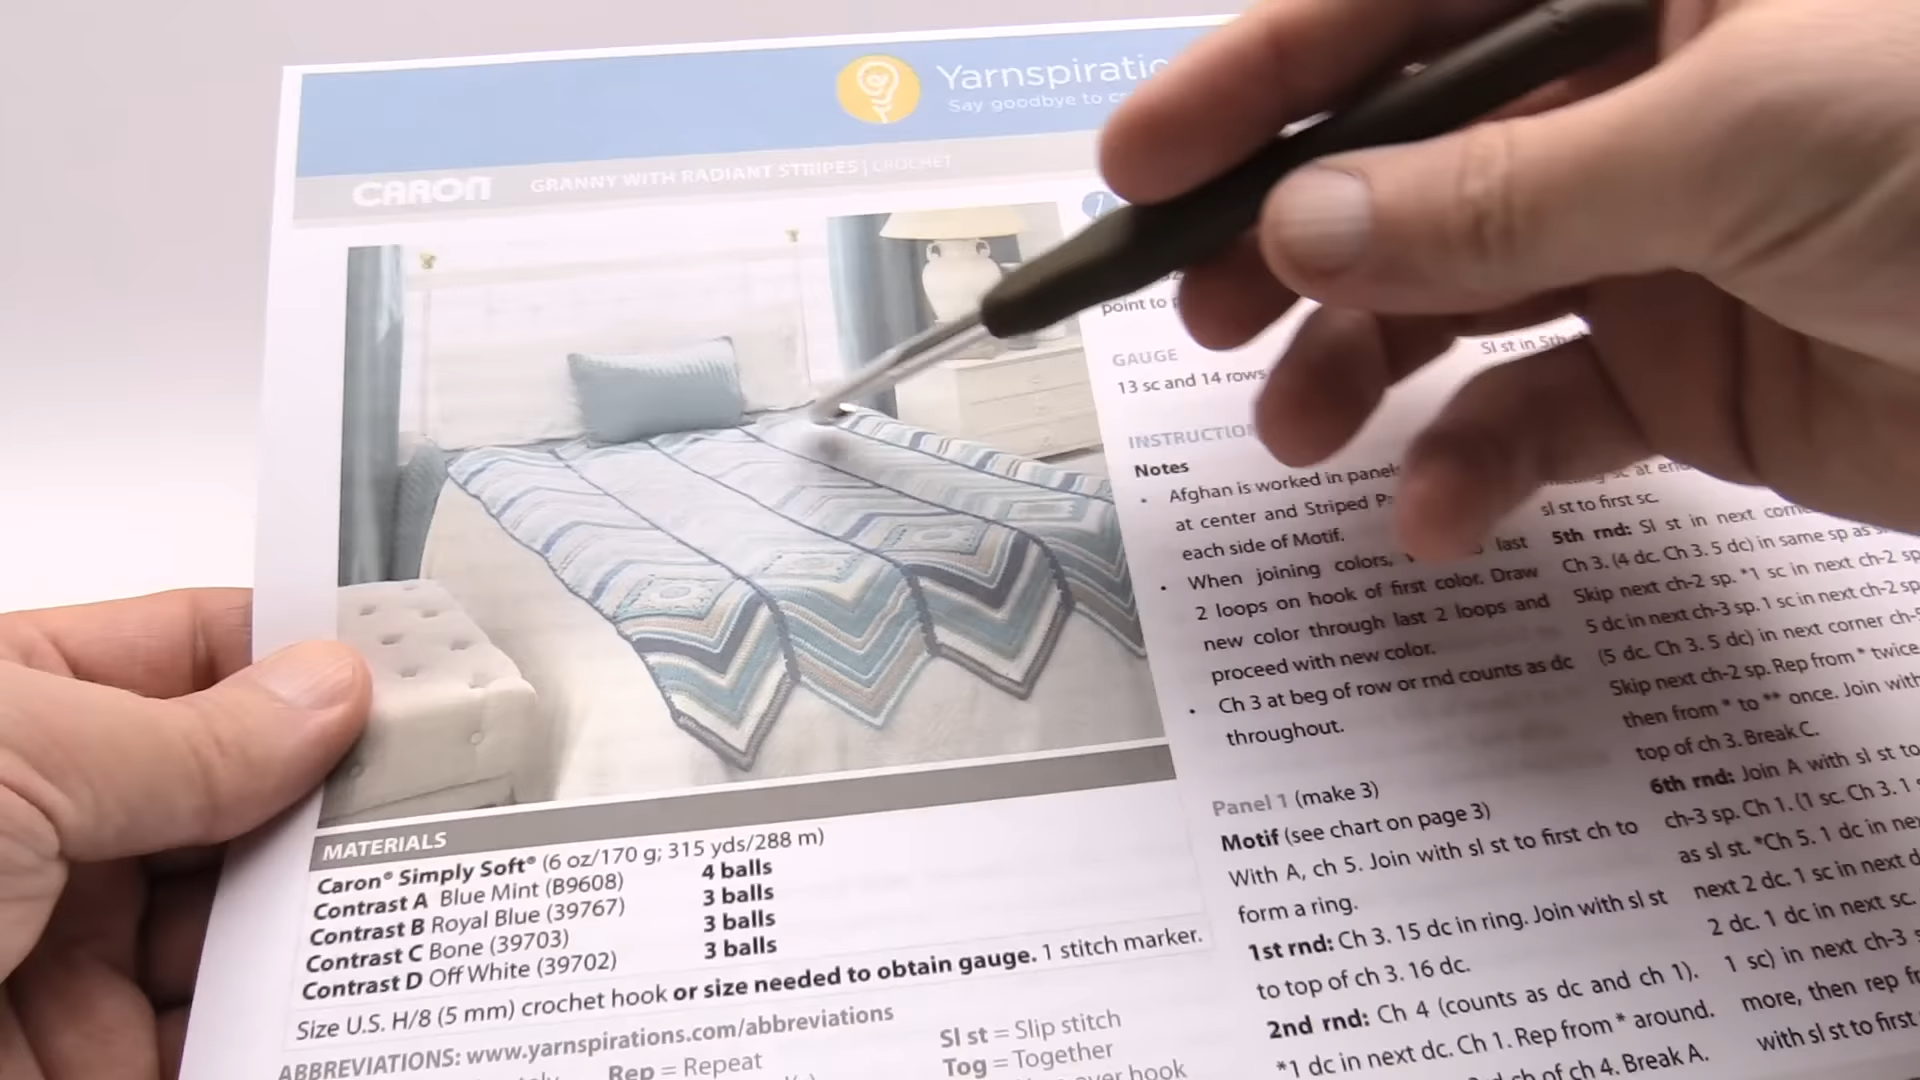 Yarnspiratio
Say goodbye to
CARON GRANNY WITH RADIANT STRIPES | CROCHET
MATERIALS
Caron® Simply Soft® (6 oz/170 g; 315 yds/288 m)
Contrast A Blue Mint (B9608) 4 balls
Contrast B Royal Blue (39767) 3 balls
Contrast C Bone (39703) 3 balls
Contrast D Off White (39702) 3 balls
Size U.S. H/8 (5 mm) crochet hook or size needed to obtain gauge. 1 stitch marker.
ABBREVIATIONS: www.yarnspirations.com/abbreviations
Rep = Repeat
Sl st = Slip stitch
Tog = Together
over hook
point to
GAUGE
13 sc and 14 rows
INSTRUCTION
Notes
• Afghan is worked in panels
at center and Striped
each side of Motif.
• When joining colors, last
2 loops on hook of first color. Draw
new color through last 2 loops and
proceed with new color.
• Ch 3 at beg of row or rnd counts as dc
throughout.
Panel 1 (make 3)
Motif (see chart on page 3)
With A, ch 5. Join with sl st to first ch to
form a ring.
1st rnd: Ch 3. 15 dc in ring. Join with sl st
to top of ch 3. 16 dc.
2nd rnd: Ch 4 (counts as dc and ch 1).
*1 dc in next dc. Ch 1. Rep from * around.
ch of ch 4. Break A.
Sl st in 5th
sc at end
sl st to first sc.
5th rnd: Sl st in next
Ch 3. (4 dc. Ch 3. 5 dc) in same sp as
Skip next ch-2 sp. *1 sc in next ch-2 sp
5 dc in next ch-3 sp. 1 sc in next ch-2 sp
(5 dc. Ch 3. 5 dc) in next corner ch-
Skip next ch-2 sp. Rep from * twice
then from * to ** once. Join with
top of ch 3. Break C.
6th rnd: Join A with sl st to
ch-3 sp. Ch 1. (1 sc. Ch 3. 1
as sl st. *Ch 5. 1 dc in
next 2 dc. 1 sc in next
2 dc. 1 dc in next sc.
1 sc) in next ch-3
more, then rep
with sl st to first